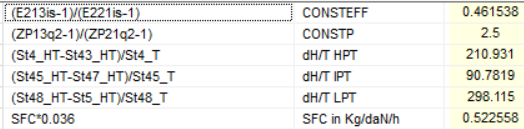 (E213is-1)/(E221is-1) CONSTEFF 0.461538
(ZP13q2-1)/(ZP21q2-1) CONSTP 2.5
(St4_HT-St43_HT)/St4_T dH/T HPT 210.931
(St45_HT-St47_HT)/St45_T dH/T IPT 90.7819
(St48_HT-St5_HT)/St48_T dH/T LPT 298.115
SFC*0.036 SFC in Kg/daN/h 0.522558